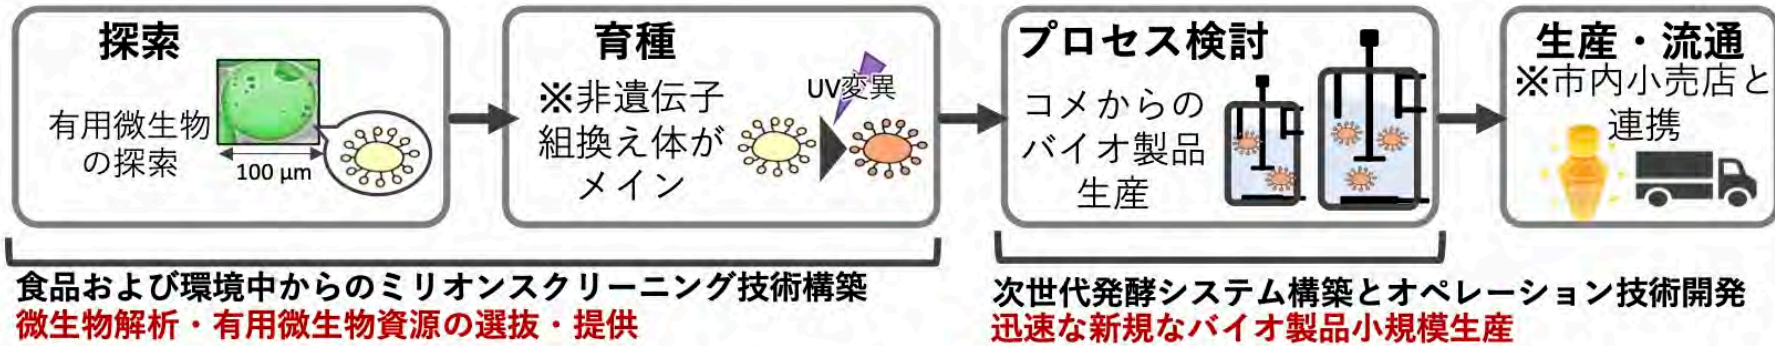 探索
有用微生物
の探索
100 μm
育種
※非遺伝子
組換え体が
メイン
UV変異
プロセス検討
コメからの
バイオ製品
生産
生産・流通
※市内小売店と
連携
食品および環境中からのミリオンスクリーニング技術構築
微生物解析・有用微生物資源の選抜・提供
次世代発酵システム構築とオペレーション技術開発
迅速な新規なバイオ製品小規模生産